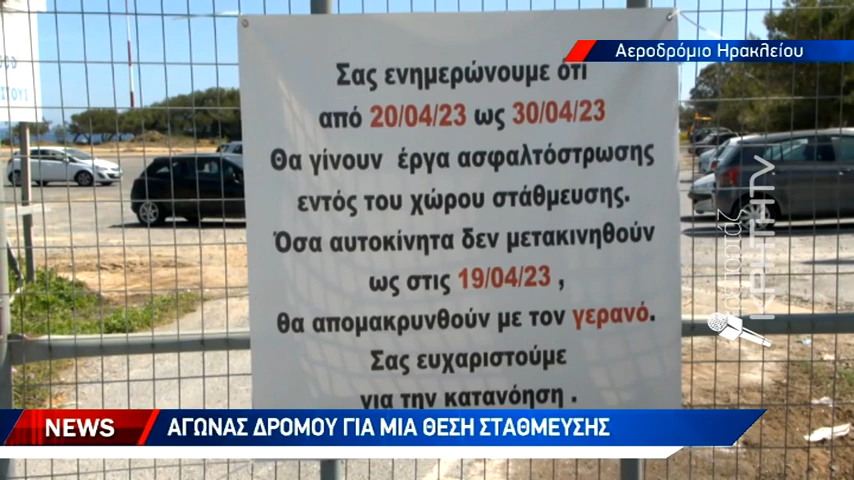 Αεροδρόμιο Ηρακλείου
Σας ενημερώνουμε ότι
από 20/04/23 ως 30/04/23
Θα γίνουν έργα ασφαλτόστρωσης
εντός του χώρου στάθμευσης.
Όσα αυτοκίνητα δεν μετακινηθούν
ως στις 19/04/23 ,
θα απομακρυνθούν με τον γερανό.
Σας ευχαριστούμε
για την κατανόηση .
ΚΡΗΤΗTV
NEWS ΑΓΩΝΑΣ ΔΡΟΜΟΥ ΓΙΑ ΜΙΑ ΘΕΣΗ ΣΤΑΘΜΕΥΣΗΣ